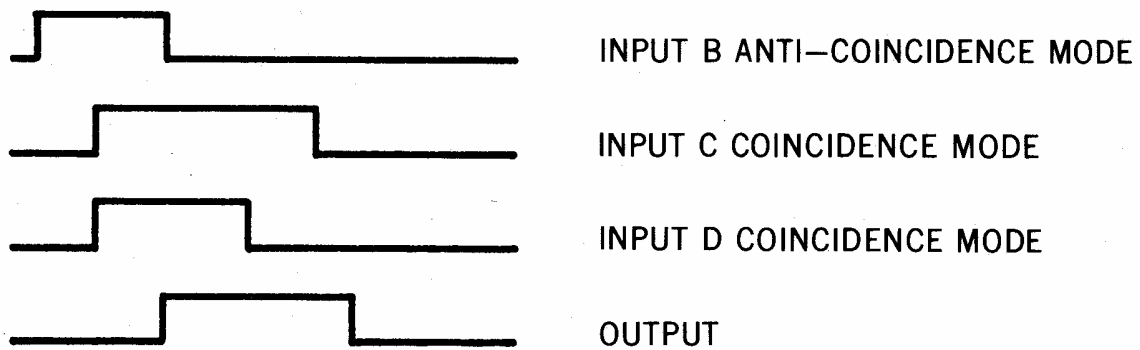 INPUT B ANTI—COINCIDENCE MODE
INPUT C COINCIDENCE MODE
INPUT D COINCIDENCE MODE
OUTPUT